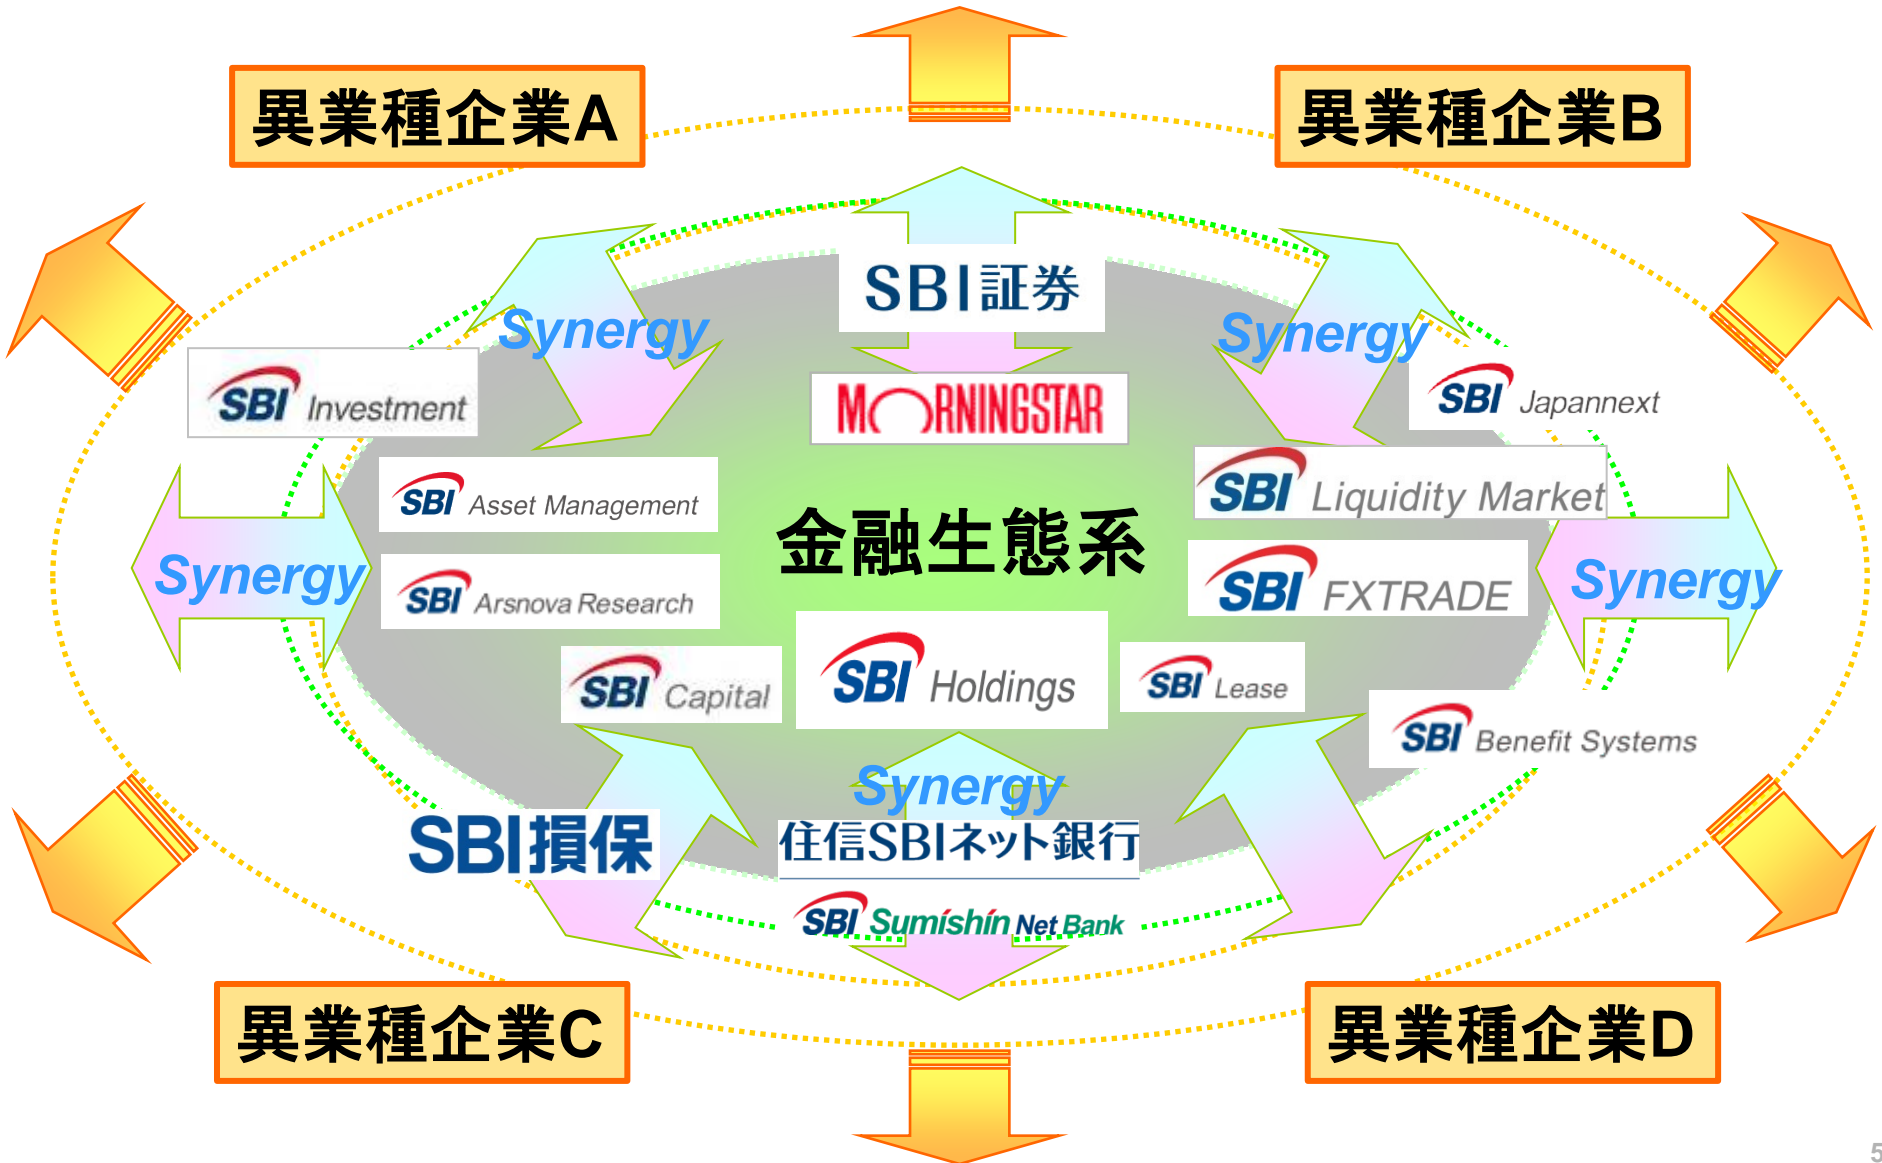 異業種企業A
異業種企業B
SBI証券
Synergy
Synergy
SBI Investment
MORNINGSTAR
SBI Japannext
SBI Asset Management
SBI Liquidity Market
金融生態系
Synergy
SBI Arsnova Research
SBI FXTRADE
Synergy
SBI Capital
SBI Holdings
SBI Lease
SBI Benefit Systems
Synergy
SBI損保
住信SBIネット銀行
SBI Sumishin Net Bank
異業種企業C
異業種企業D
5